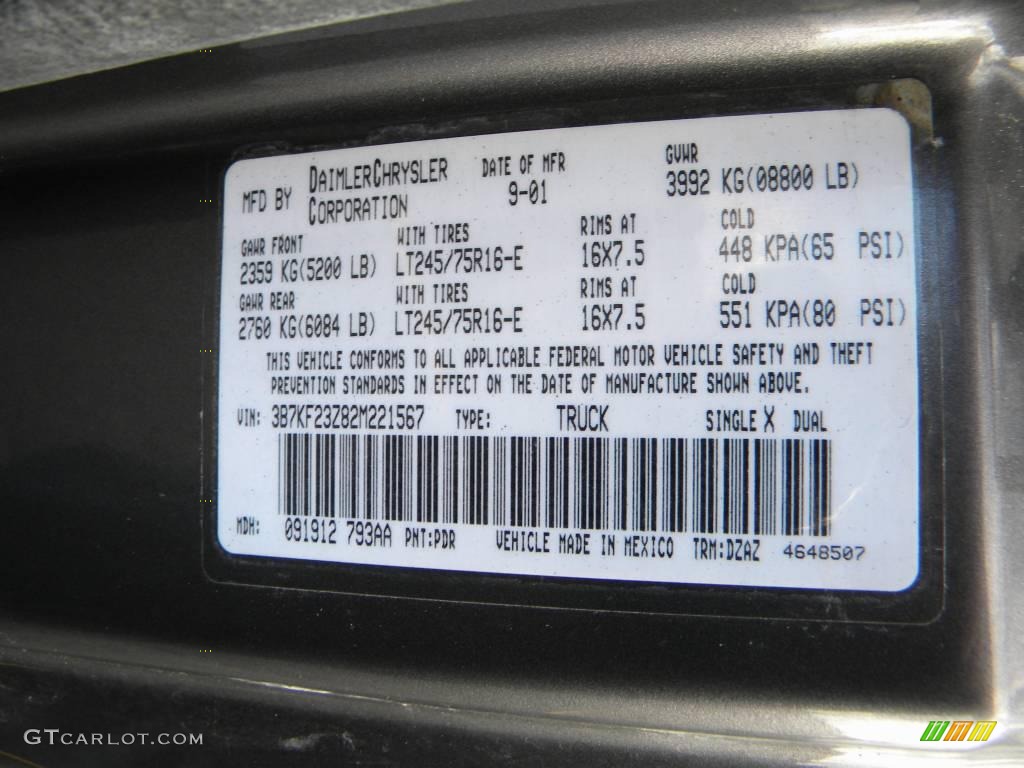 MFD BY DAIMLERCHRYSLER CORPORATION DATE OF MFR 9-01 GVWR 3992 KG(08800 LB)
GAWR FRONT WITH TIRES RIMS AT COLD
2359 KG(5200 LB) LT245/75R16-E 16X7.5 448 KPA(65 PSI)
GAWR REAR WITH TIRES RIMS AT COLD
2760 KG(6084 LB) LT245/75R16-E 16X7.5 551 KPA(80 PSI)
THIS VEHICLE CONFORMS TO ALL APPLICABLE FEDERAL MOTOR VEHICLE SAFETY AND THEFT
PREVENTION STANDARDS IN EFFECT ON THE DATE OF MANUFACTURE SHOWN ABOVE.
VIN: 3B7KF23Z82M221567 TYPE: TRUCK SINGLE X DUAL
MDH: 091912 793AA PNT:PDR VEHICLE MADE IN MEXICO TRM:DZAZ 4648507
GTCARLOT.COM